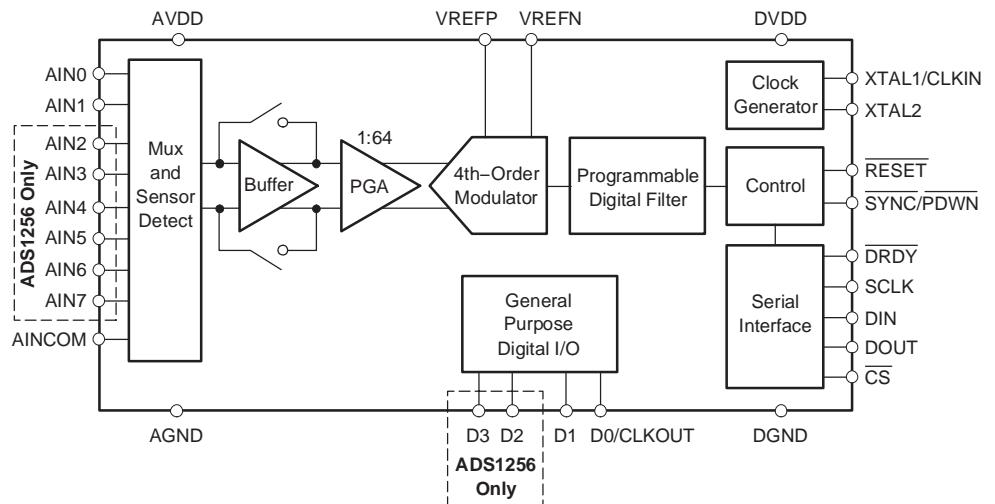 AVDD
VREFP
VREFN
DVDD
AIN0
AIN1
AIN2
AIN3
AIN4
AIN5
AIN6
AIN7
AINCOM
ADS1256 Only
Mux
and
Sensor
Detect
Buffer
1:64
PGA
4th–Order
Modulator
Programmable
Digital Filter
Clock
Generator
XTAL1/CLKIN
XTAL2
Control
RESET
SYNC/PDWN
Serial
Interface
DRDY
SCLK
DIN
DOUT
CS
General
Purpose
Digital I/O
AGND
D3
D2
D1
D0/CLKOUT
DGND
ADS1256
Only